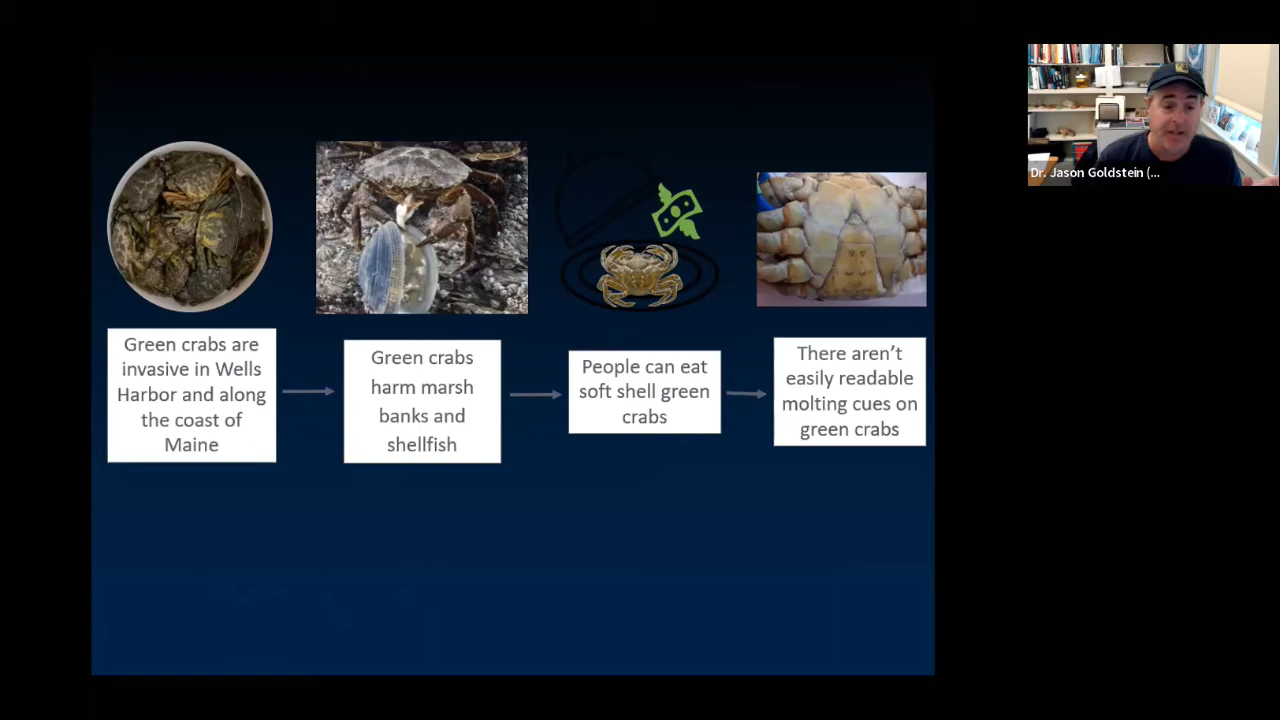 Green crabs are
invasive in Wells
Harbor and along
the coast of
Maine
Green crabs
harm marsh
banks and
shellfish
People can eat
soft shell green
crabs
There aren't
easily readable
molting cues on
green crabs
Dr. Jason Goldstein (...